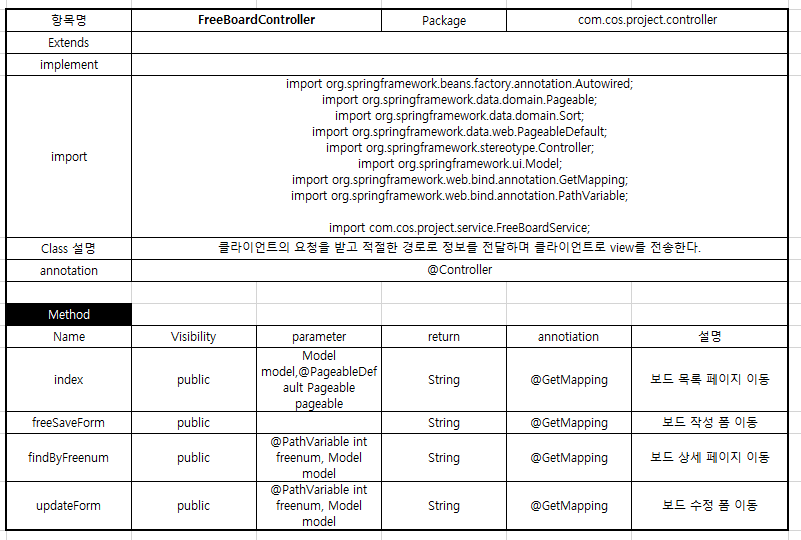 항목명 FreeBoardController Package com.cos.project.controller
Extends
implement
import
import org.springframework.beans.factory.annotation.Autowired;
import org.springframework.data.domain.Pageable;
import org.springframework.data.domain.Sort;
import org.springframework.data.web.PageableDefault;
import org.springframework.stereotype.Controller;
import org.springframework.ui.Model;
import org.springframework.web.bind.annotation.GetMapping;
import org.springframework.web.bind.annotation.PathVariable;
import com.cos.project.service.FreeBoardService;
Class 설명 클라이언트의 요청을 받고 적절한 경로로 정보를 전달하며 클라이언트로 view를 전송한다.
annotation @Controller
Method
Name Visibility parameter return annotiation 설명
index public
Model
model,@PageableDef
ault Pageable
pageable
String @GetMapping 보드 목록 페이지 이동
freeSaveForm public String @GetMapping 보드 작성 폼 이동
findByFreenum public
@PathVariable int
freenum, Model
model
String @GetMapping 보드 상세 페이지 이동
updateForm public
@PathVariable int
freenum, Model
model
String @GetMapping 보드 수정 폼 이동